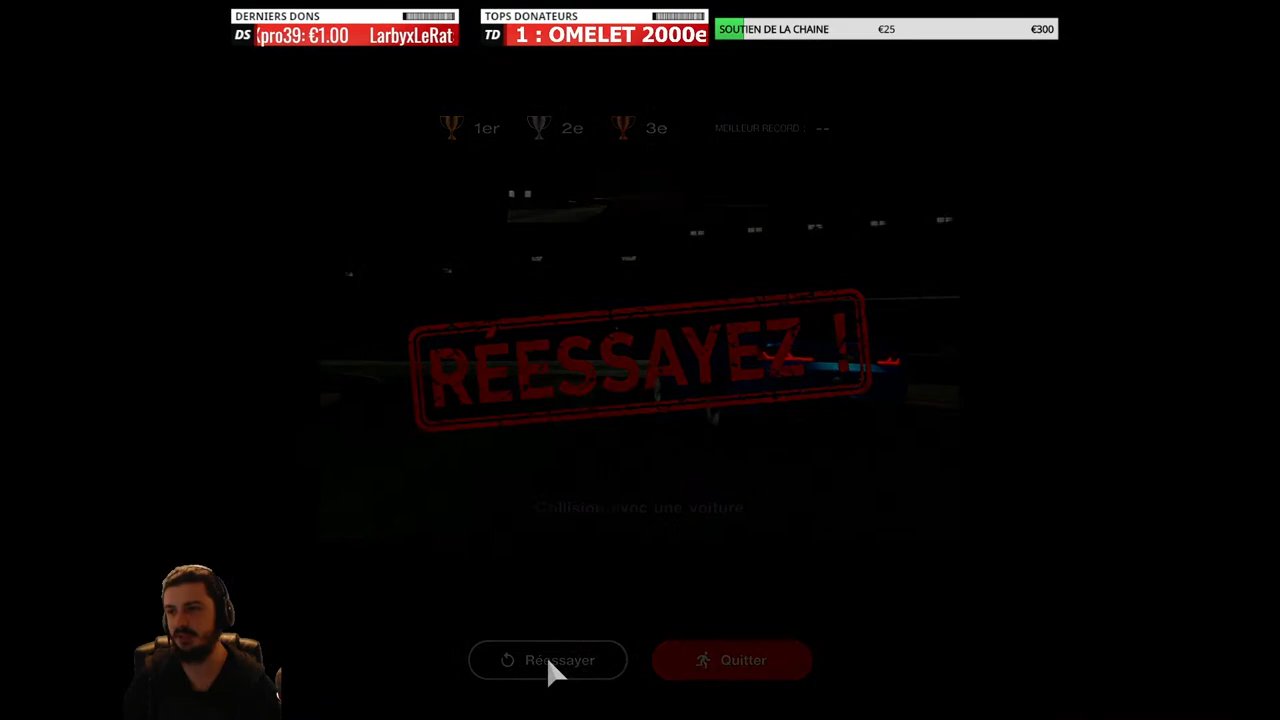 DERNIERS DONS
DS Xpro39: €1.00 LarbyxLeRat
TOPS DONATEURS
TD 1 : OMELET 2000e
SOUTIEN DE LA CHAINE €25 €300
1er 2e 3e MEILLEUR RECORD : --
RÉESSAYEZ !
Collision avec une voiture
Réessayer
Quitter